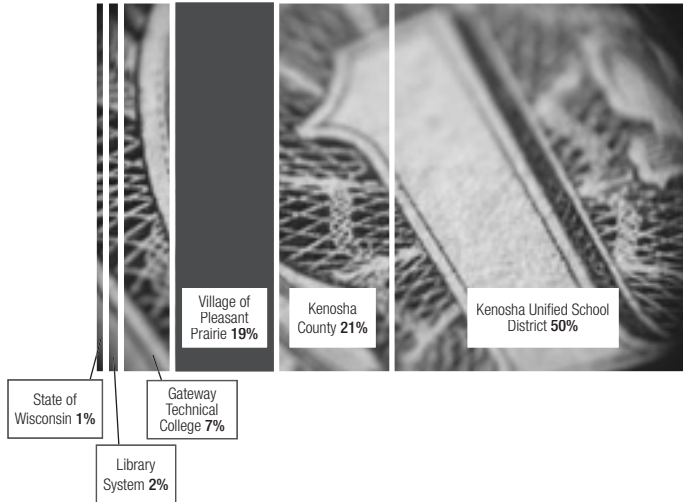 Village of
Pleasant
Prairie 19%
Kenosha
County 21%
Kenosha Unified School
District 50%
State of
Wisconsin 1%
Gateway
Technical
College 7%
Library
System 2%